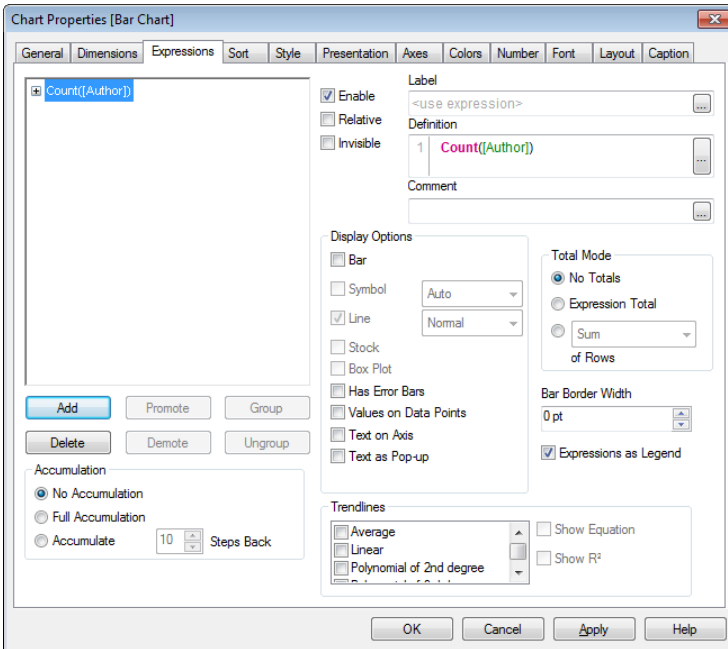 Chart Properties [Bar Chart]
General Dimensions Expressions Sort Style Presentation Axes Colors Number Font Layout Caption
Count([Author])
Enable
Relative
Invisible
Label
<use expression>
...
Definition
1 Count([Author])
...
Comment
...
Display Options
Bar
Symbol Auto
Line Normal
Stock
Box Plot
Has Error Bars
Values on Data Points
Text on Axis
Text as Pop-up
Total Mode
No Totals
Expression Total
Sum
of Rows
Bar Border Width
0 pt
Expressions as Legend
Add Promote Group
Delete Demote Ungroup
Accumulation
No Accumulation
Full Accumulation
Accumulate 10 Steps Back
Trendlines
Average
Linear
Polynomial of 2nd degree
Show Equation
Show R²
OK Cancel Apply Help